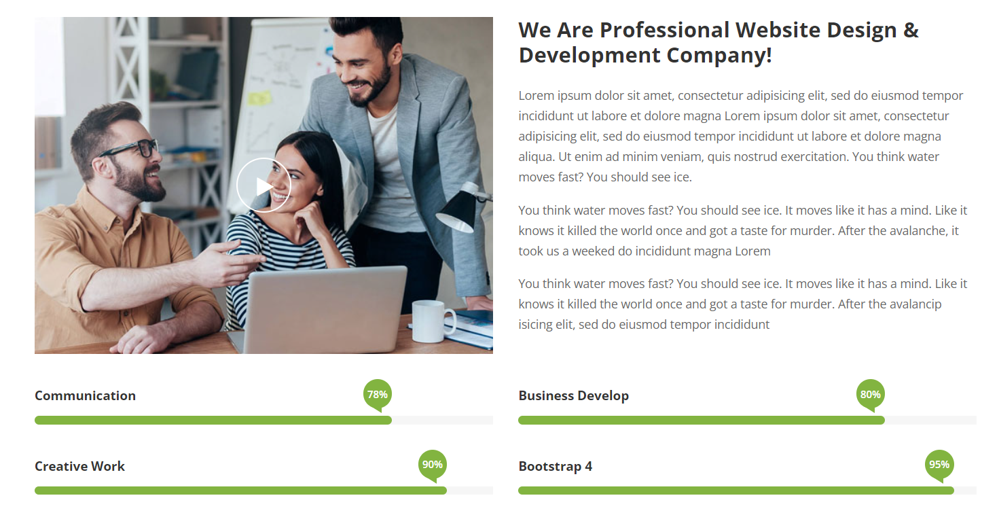 We Are Professional Website Design &
Development Company!
Lorem ipsum dolor sit amet, consectetur adipisicing elit, sed do eiusmod tempor
incididunt ut labore et dolore magna Lorem ipsum dolor sit amet, consectetur
adipisicing elit, sed do eiusmod tempor incididunt ut labore et dolore magna
aliqua. Ut enim ad minim veniam, quis nostrud exercitation. You think water
moves fast? You should see ice.
You think water moves fast? You should see ice. It moves like it has a mind. Like it
knows it killed the world once and got a taste for murder. After the avalanche, it
took us a weeked do incididunt magna Lorem
You think water moves fast? You should see ice. It moves like it has a mind. Like it
knows it killed the world once and got a taste for murder. After the avalancip
isicing elit, sed do eiusmod tempor incididunt
Communication 78%
Business Develop 80%
Creative Work 90%
Bootstrap 4 95%